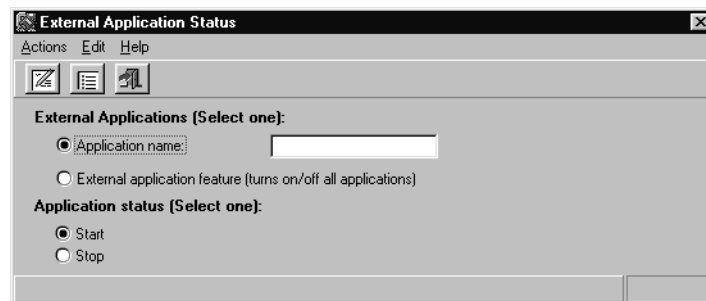 External Application Status
Actions Edit Help
External Applications (Select one):
Application name:
External application feature (turns on/off all applications)
Application status (Select one):
Start
Stop